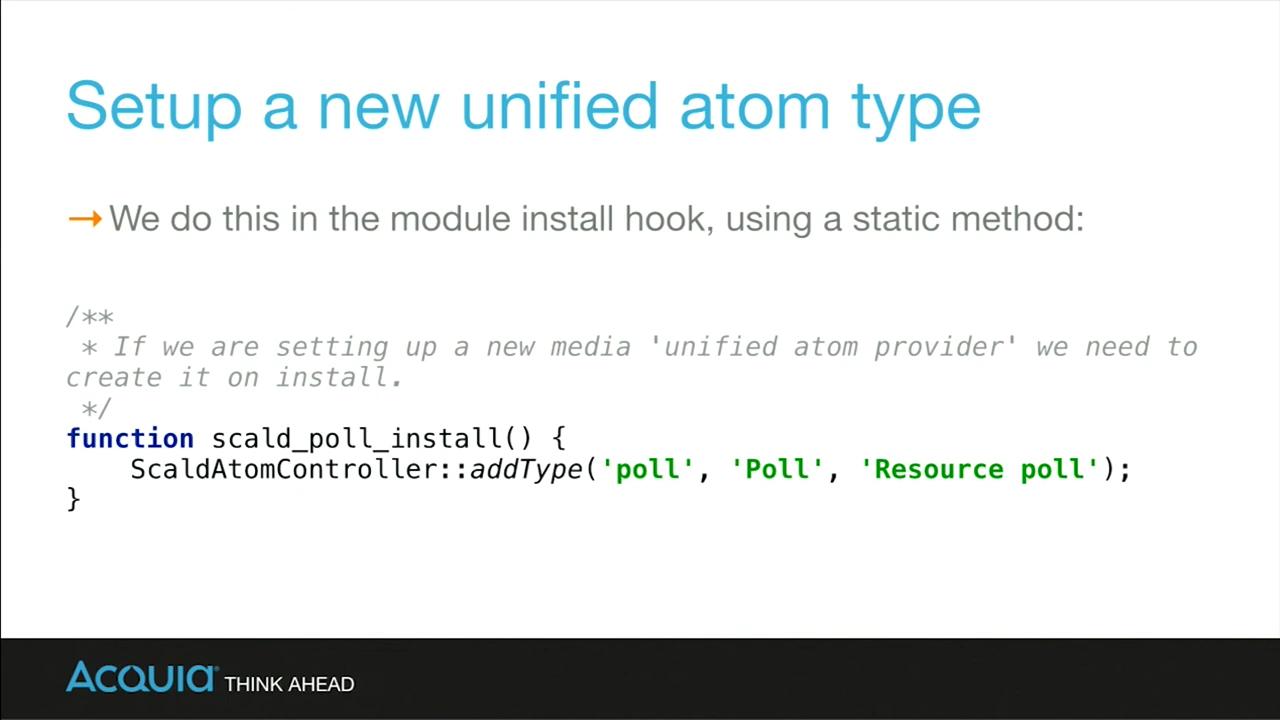 Setup a new unified atom type
→ We do this in the module install hook, using a static method:
/**
 * If we are setting up a new media 'unified atom provider' we need to
create it on install.
 */
function scald_poll_install() {
    ScaldAtomController::addType('poll', 'Poll', 'Resource poll');
}
ACQUIA® THINK AHEAD